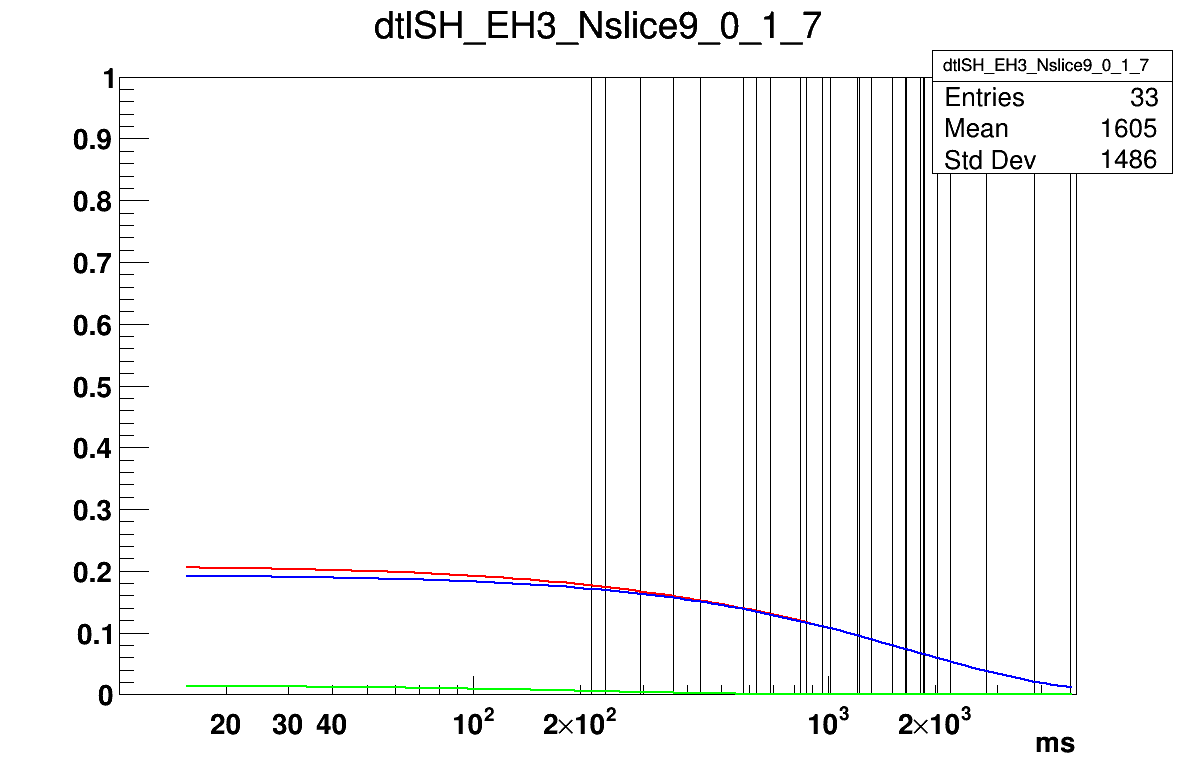 dtlSH_EH3_Nslice9_0_1_7
dtlSH_EH3_Nslice9_0_1_7
Entries 33
Mean 1605
Std Dev 1486
1
0.9
0.8
0.7
0.6
0.5
0.4
0.3
0.2
0.1
0
20 30 40 10² 2×10² 10³ 2×10³
ms